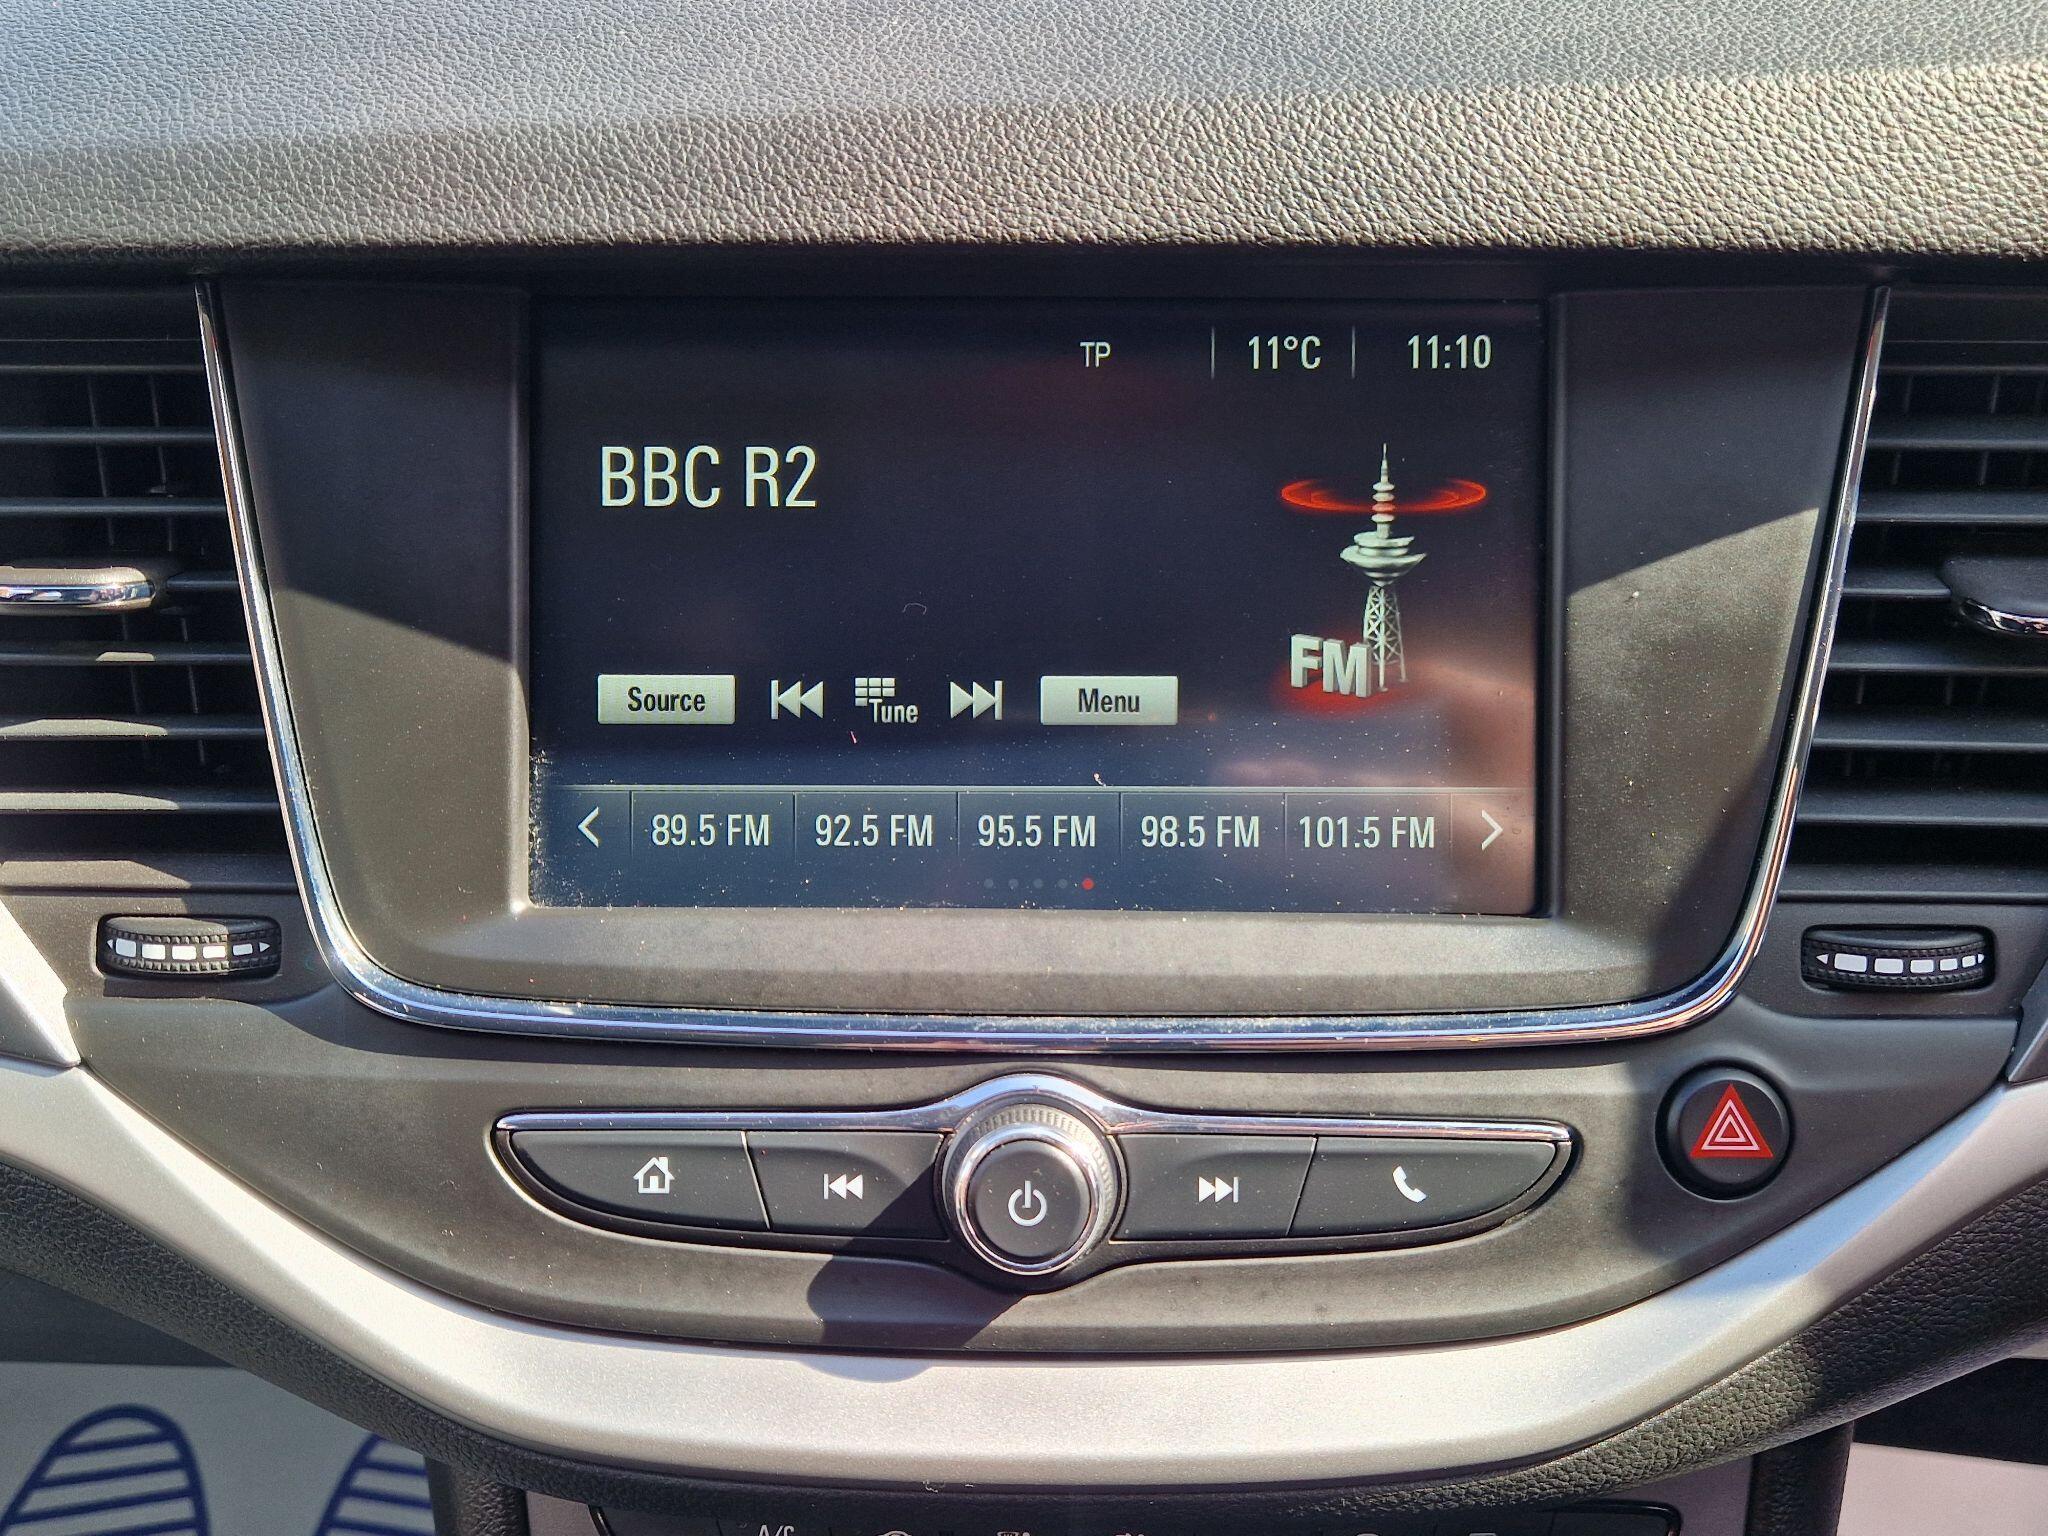 TP 11°C 11:10
BBC R2
FM
Source Tune Menu
89.5 FM 92.5 FM 95.5 FM 98.5 FM 101.5 FM